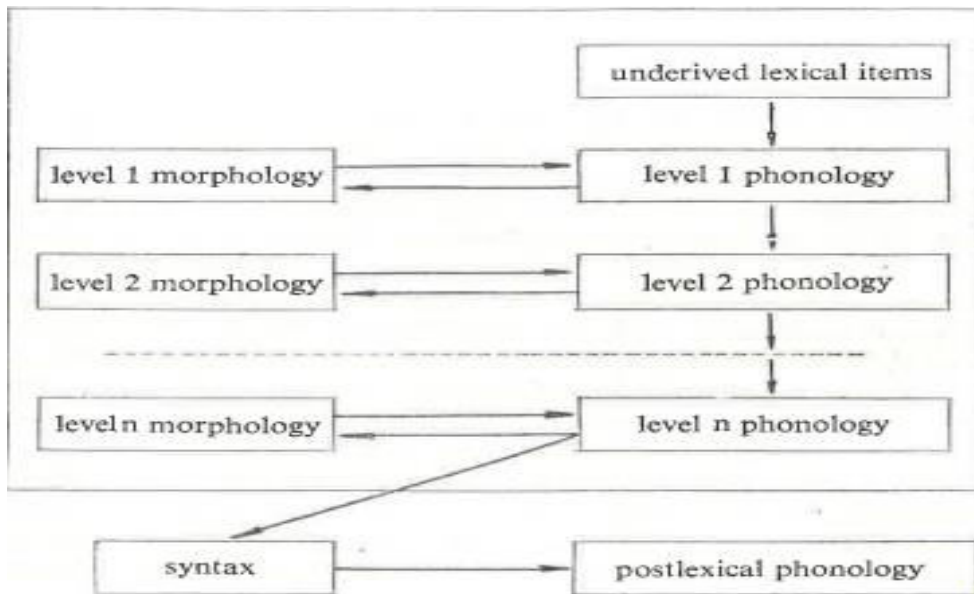 underived lexical items
level 1 morphology
level 1 phonology
level 2 morphology
level 2 phonology
leveln morphology
level n phonology
syntax
postlexical phonology